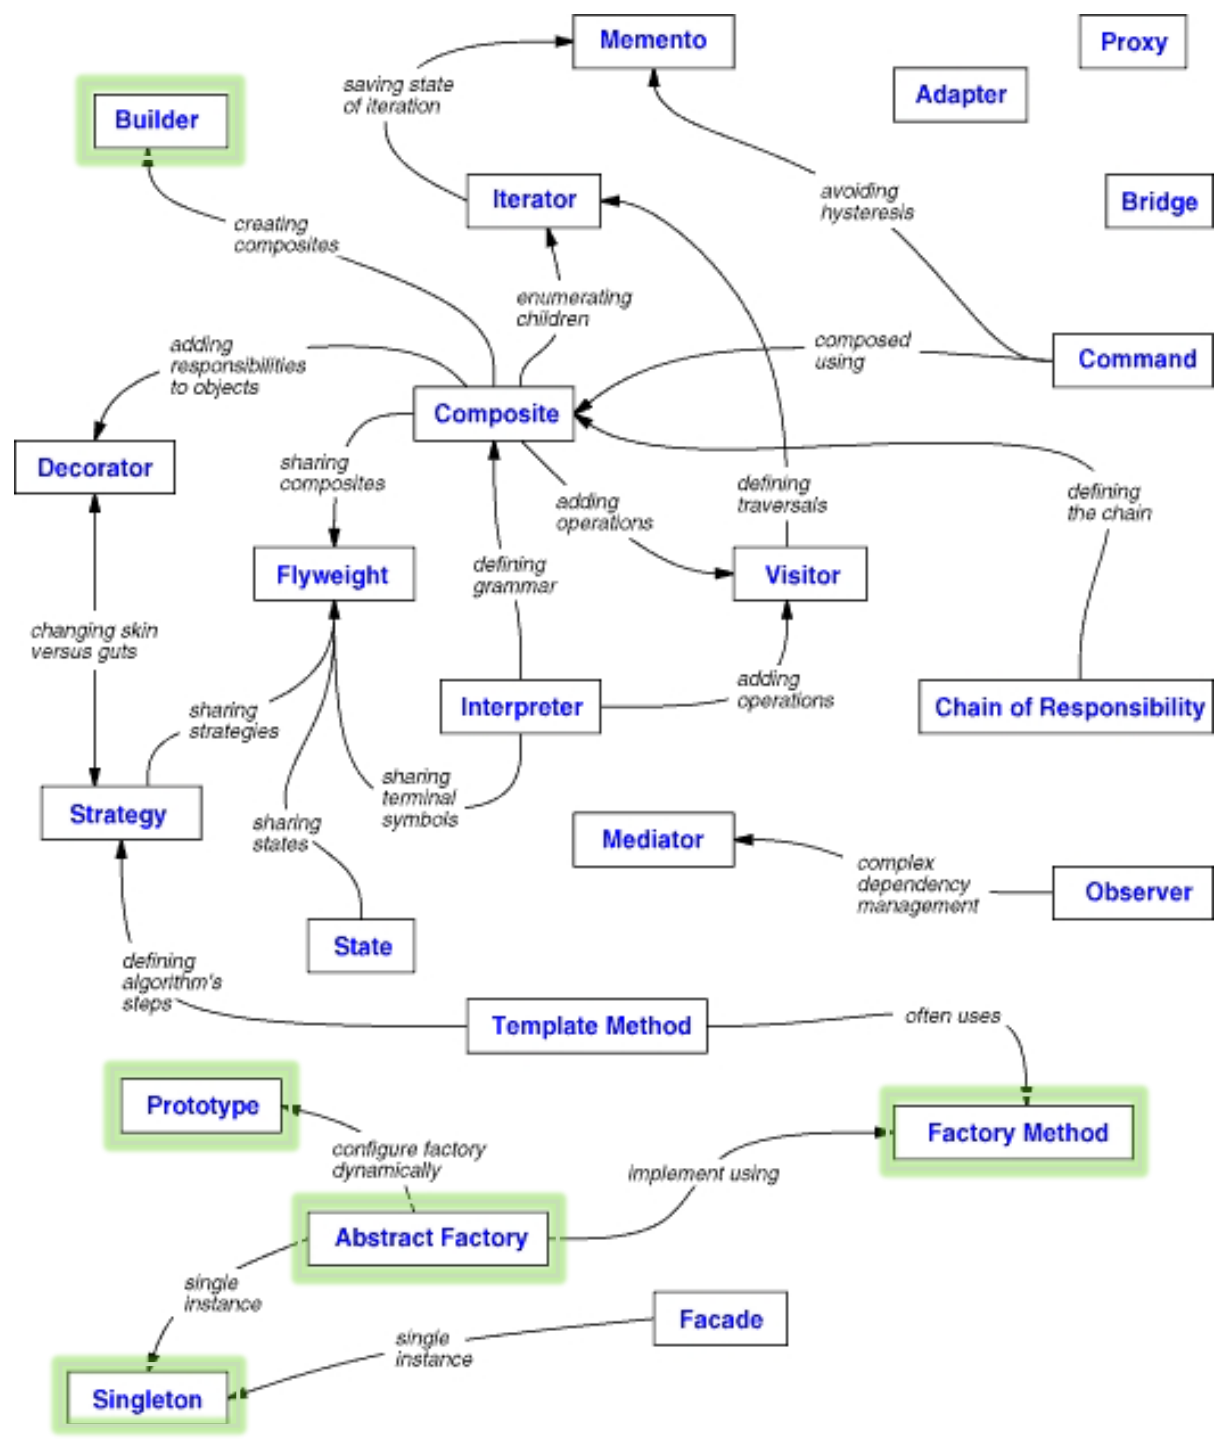 Memento
Proxy
saving state
of iteration
Adapter
Builder
avoiding
hysteresis
Iterator
Bridge
creating
composites
enumerating
children
adding
responsibilities
to objects
composed
using
Command
Composite
Decorator
sharing
composites
adding
operations
defining
traversals
defining
the chain
Flyweight
defining
grammar
Visitor
changing skin
versus guts
sharing
strategies
Interpreter
adding
operations
Chain of Responsibility
sharing
terminal
symbols
Strategy
sharing
states
Mediator
complex
dependency
management
Observer
State
defining
algorithm's
steps
Template Method
often uses
Prototype
Factory Method
configure factory
dynamically
implement using
Abstract Factory
single
instance
Facade
single
instance
Singleton